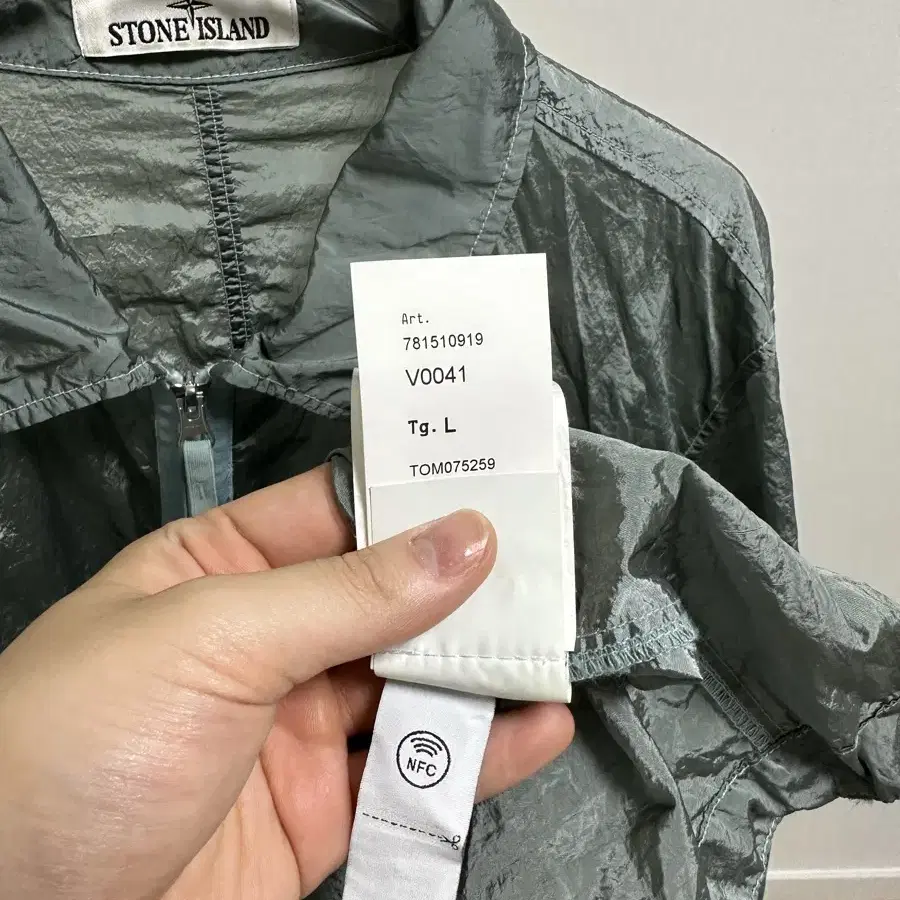 STONE ISLAND
Art.
781510919
V0041
Tg. L
TOM075259
NFC